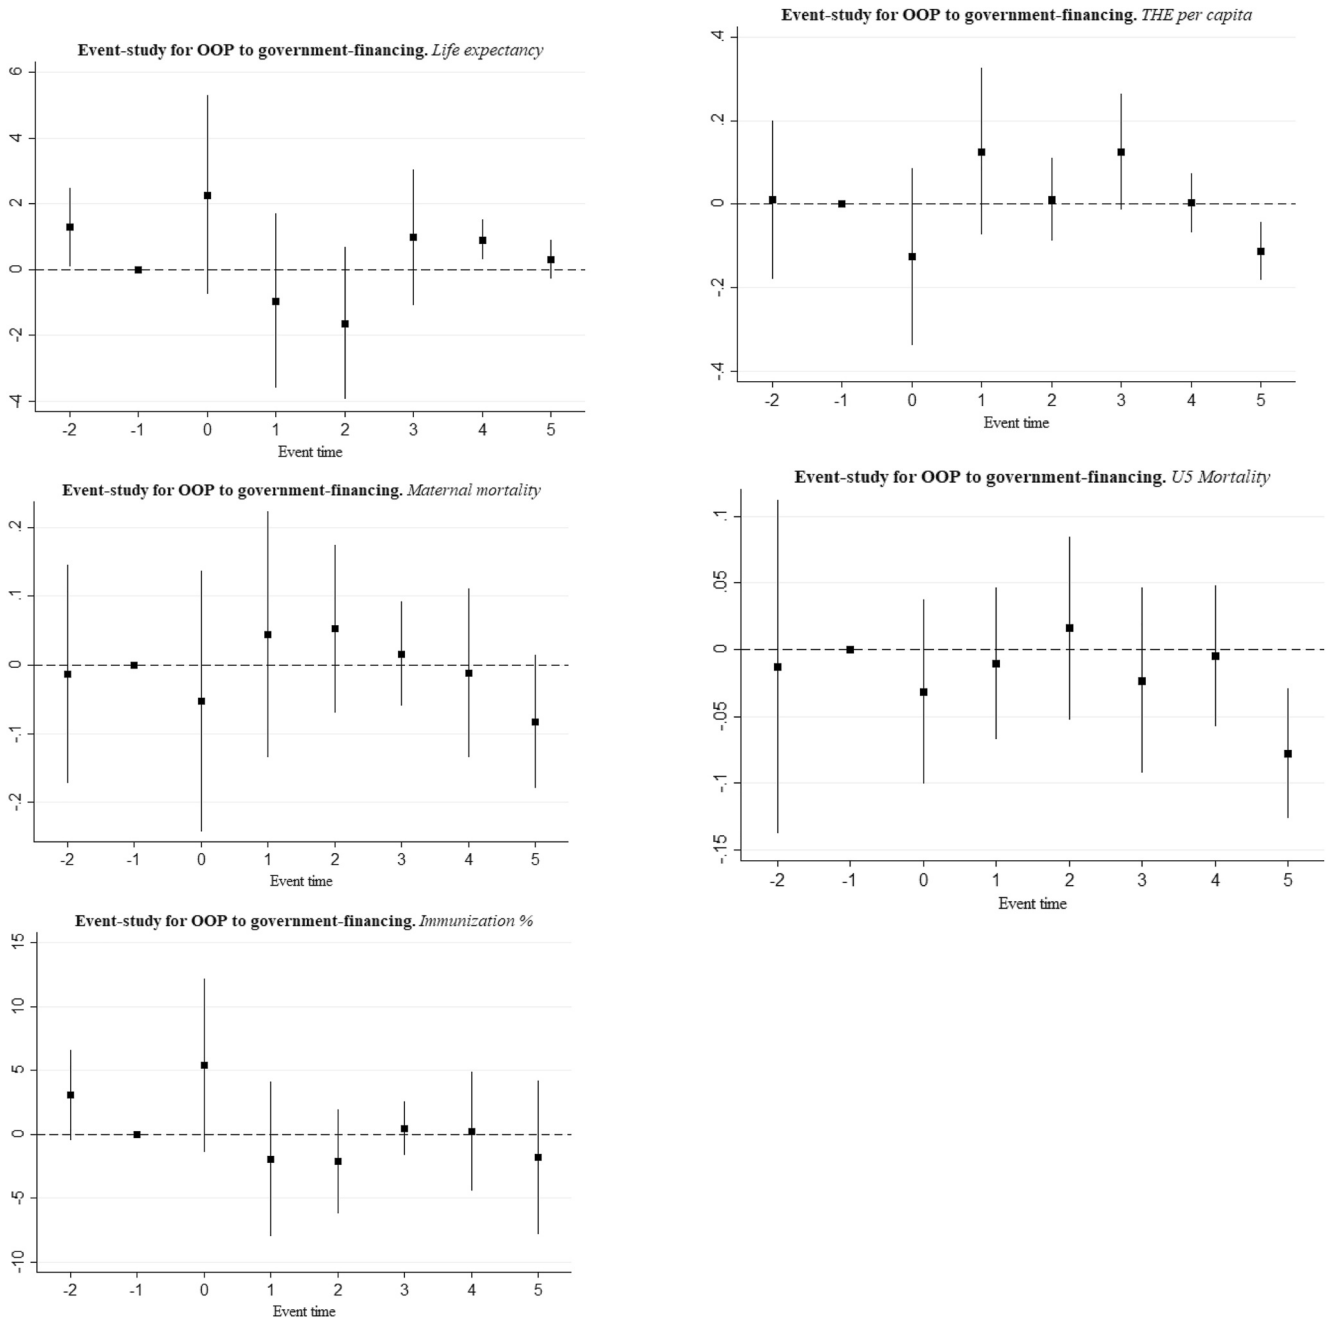 Event-study for OOP to government-financing. Life expectancy
6
4
2
0
-2
-4
-2 -1 0 1 2 3 4 5
Event time
Event-study for OOP to government-financing. THE per capita
.4
.2
0
-.2
-.4
-2 -1 0 1 2 3 4 5
Event time
Event-study for OOP to government-financing. Maternal mortality
.2
.1
0
-.1
-.2
-2 -1 0 1 2 3 4 5
Event time
Event-study for OOP to government-financing. U5 Mortality
.1
.05
0
-.05
-.1
-.15
-2 -1 0 1 2 3 4 5
Event time
Event-study for OOP to government-financing. Immunization %
15
10
5
0
-5
-10
-2 -1 0 1 2 3 4 5
Event time